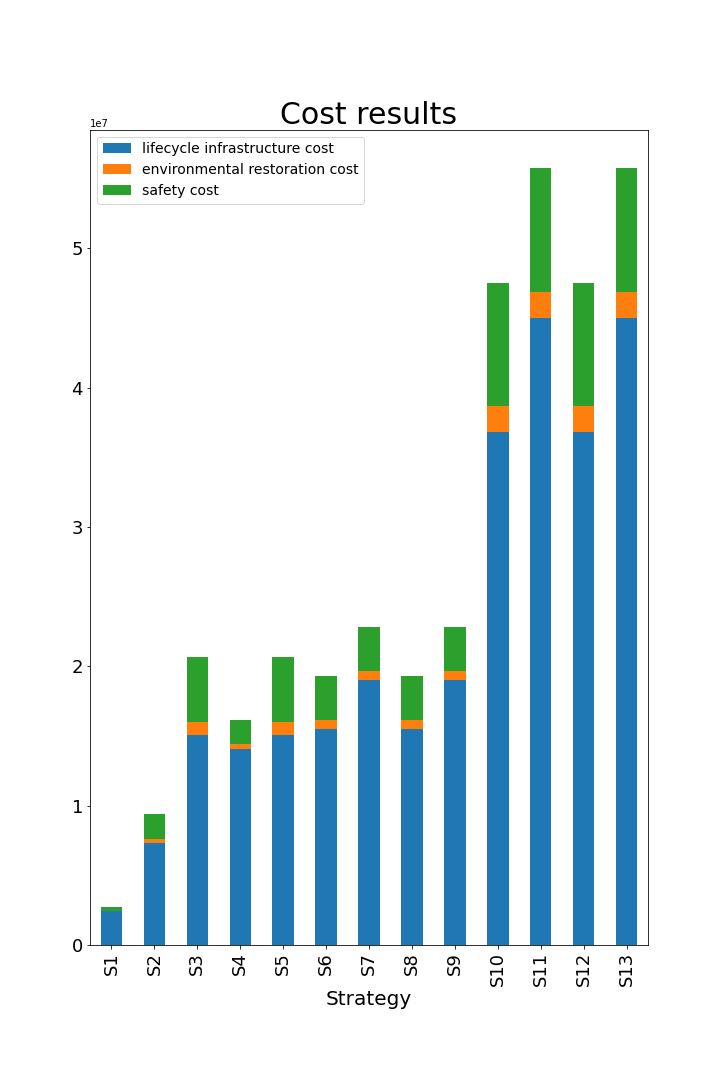 Cost results
1e7
lifecycle infrastructure cost
environmental restoration cost
safety cost
5
4
3
2
1
0
S1 S2 S3 S4 S5 S6 S7 S8 S9 S10 S11 S12 S13
Strategy